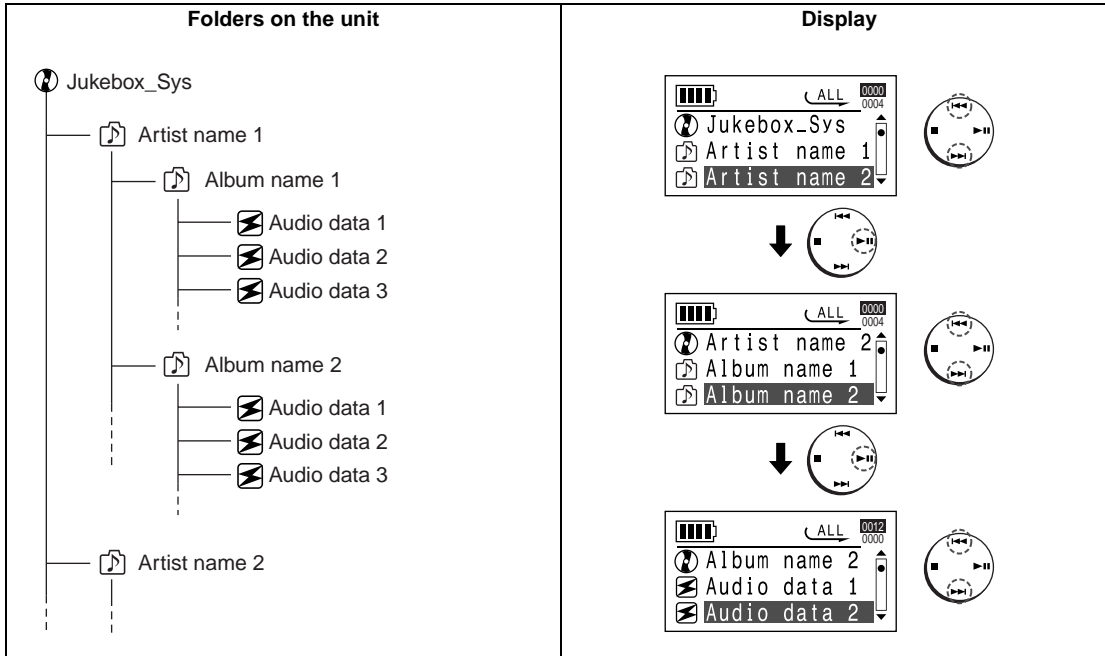 Folders on the unit
Jukebox_Sys
Artist name 1
Album name 1
Audio data 1
Audio data 2
Audio data 3
Album name 2
Audio data 1
Audio data 2
Audio data 3
Artist name 2
Display
ALL 0000
0004
Jukebox_Sys
Artist name 1
Artist name 2
ALL 0000
0004
Artist name 2
Album name 1
Album name 2
ALL 0012
0000
Album name 2
Audio data 1
Audio data 2